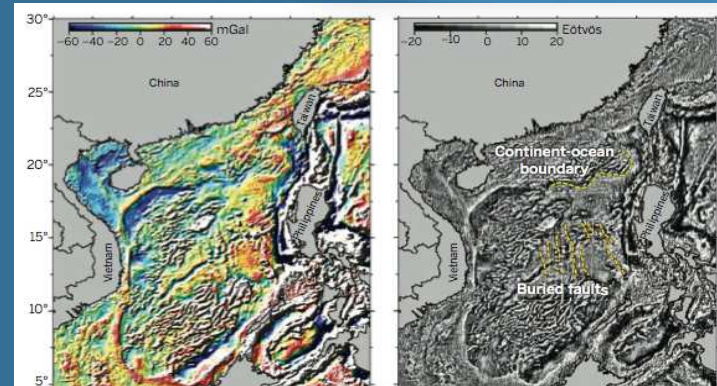 30°
−60 −40 −20 0 20 40 60 mGal
−20 −10 0 10 20 Eötvös
China
China
25°
Taiwan
Taiwan
20°
Continent-ocean
boundary
15°
Vietnam
Philippines
Vietnam
Philippines
10°
Buried faults
5°